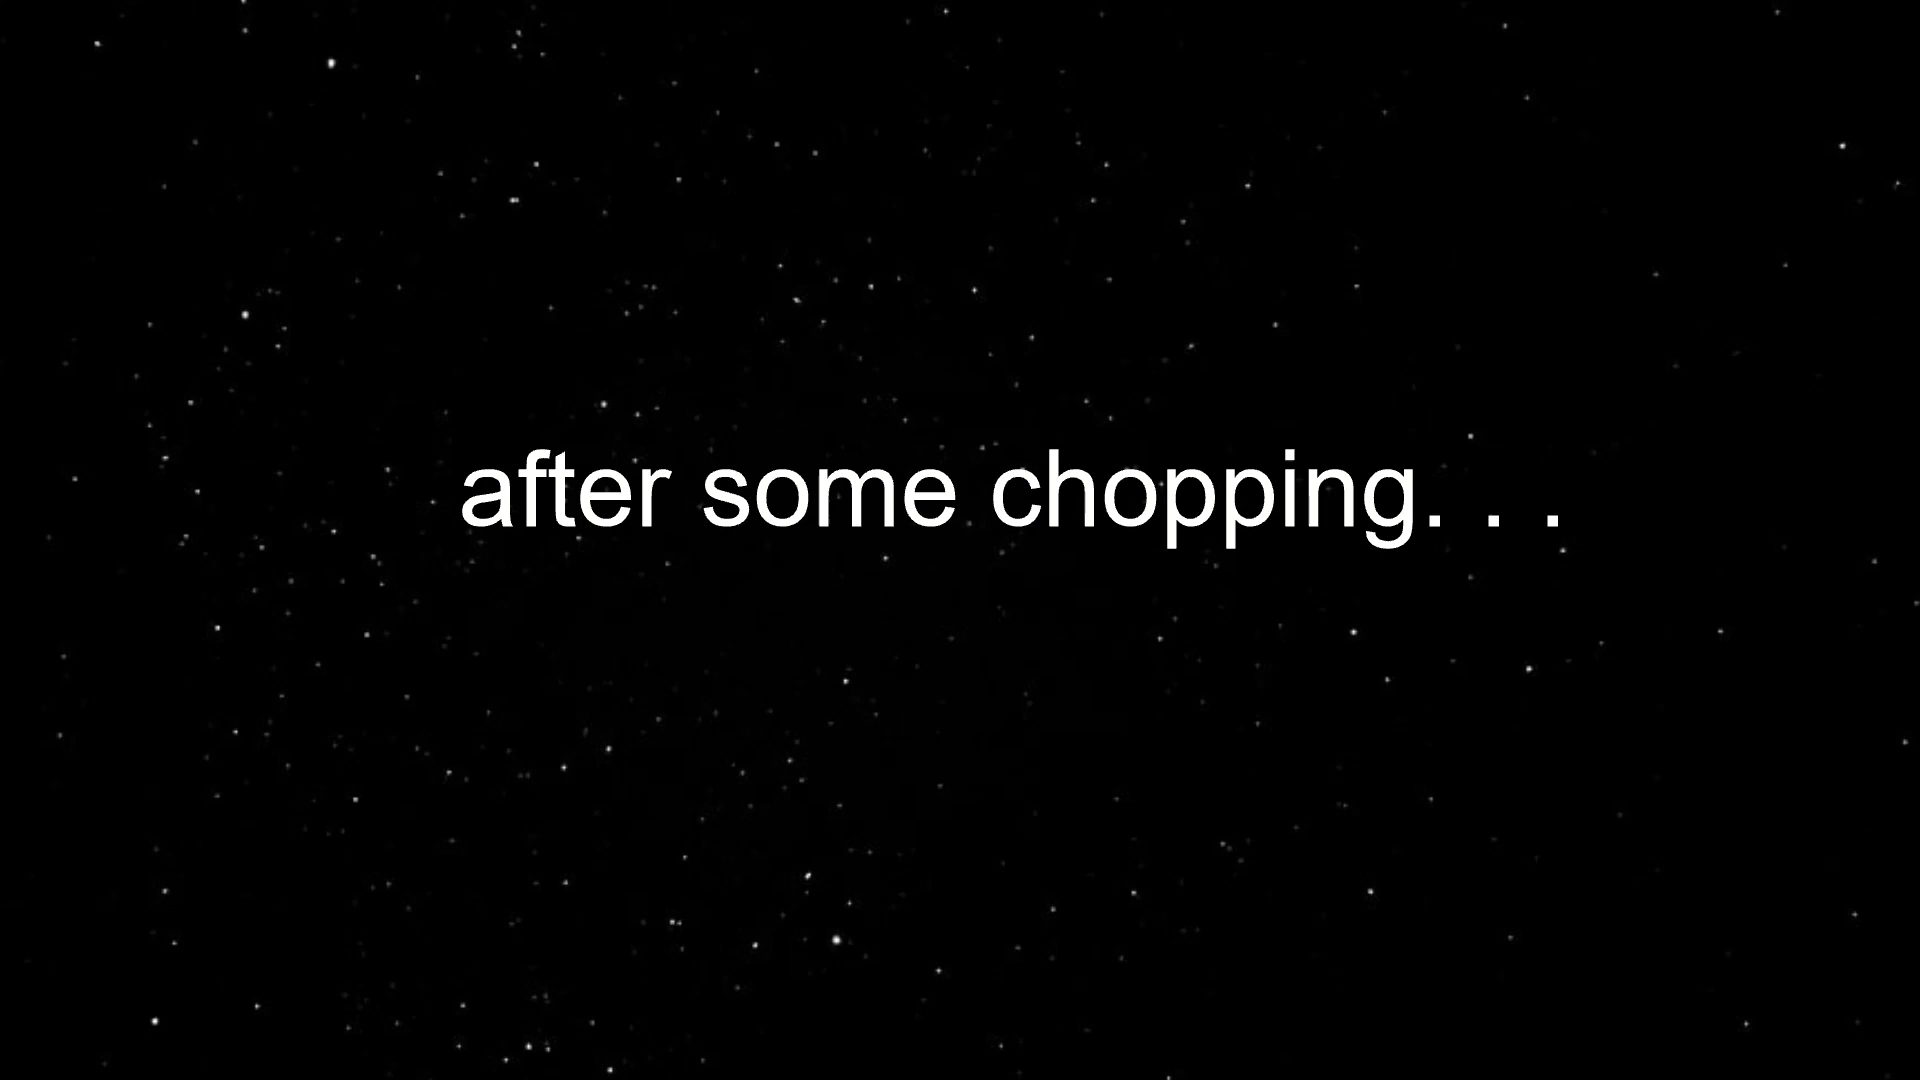 after some chopping. . .